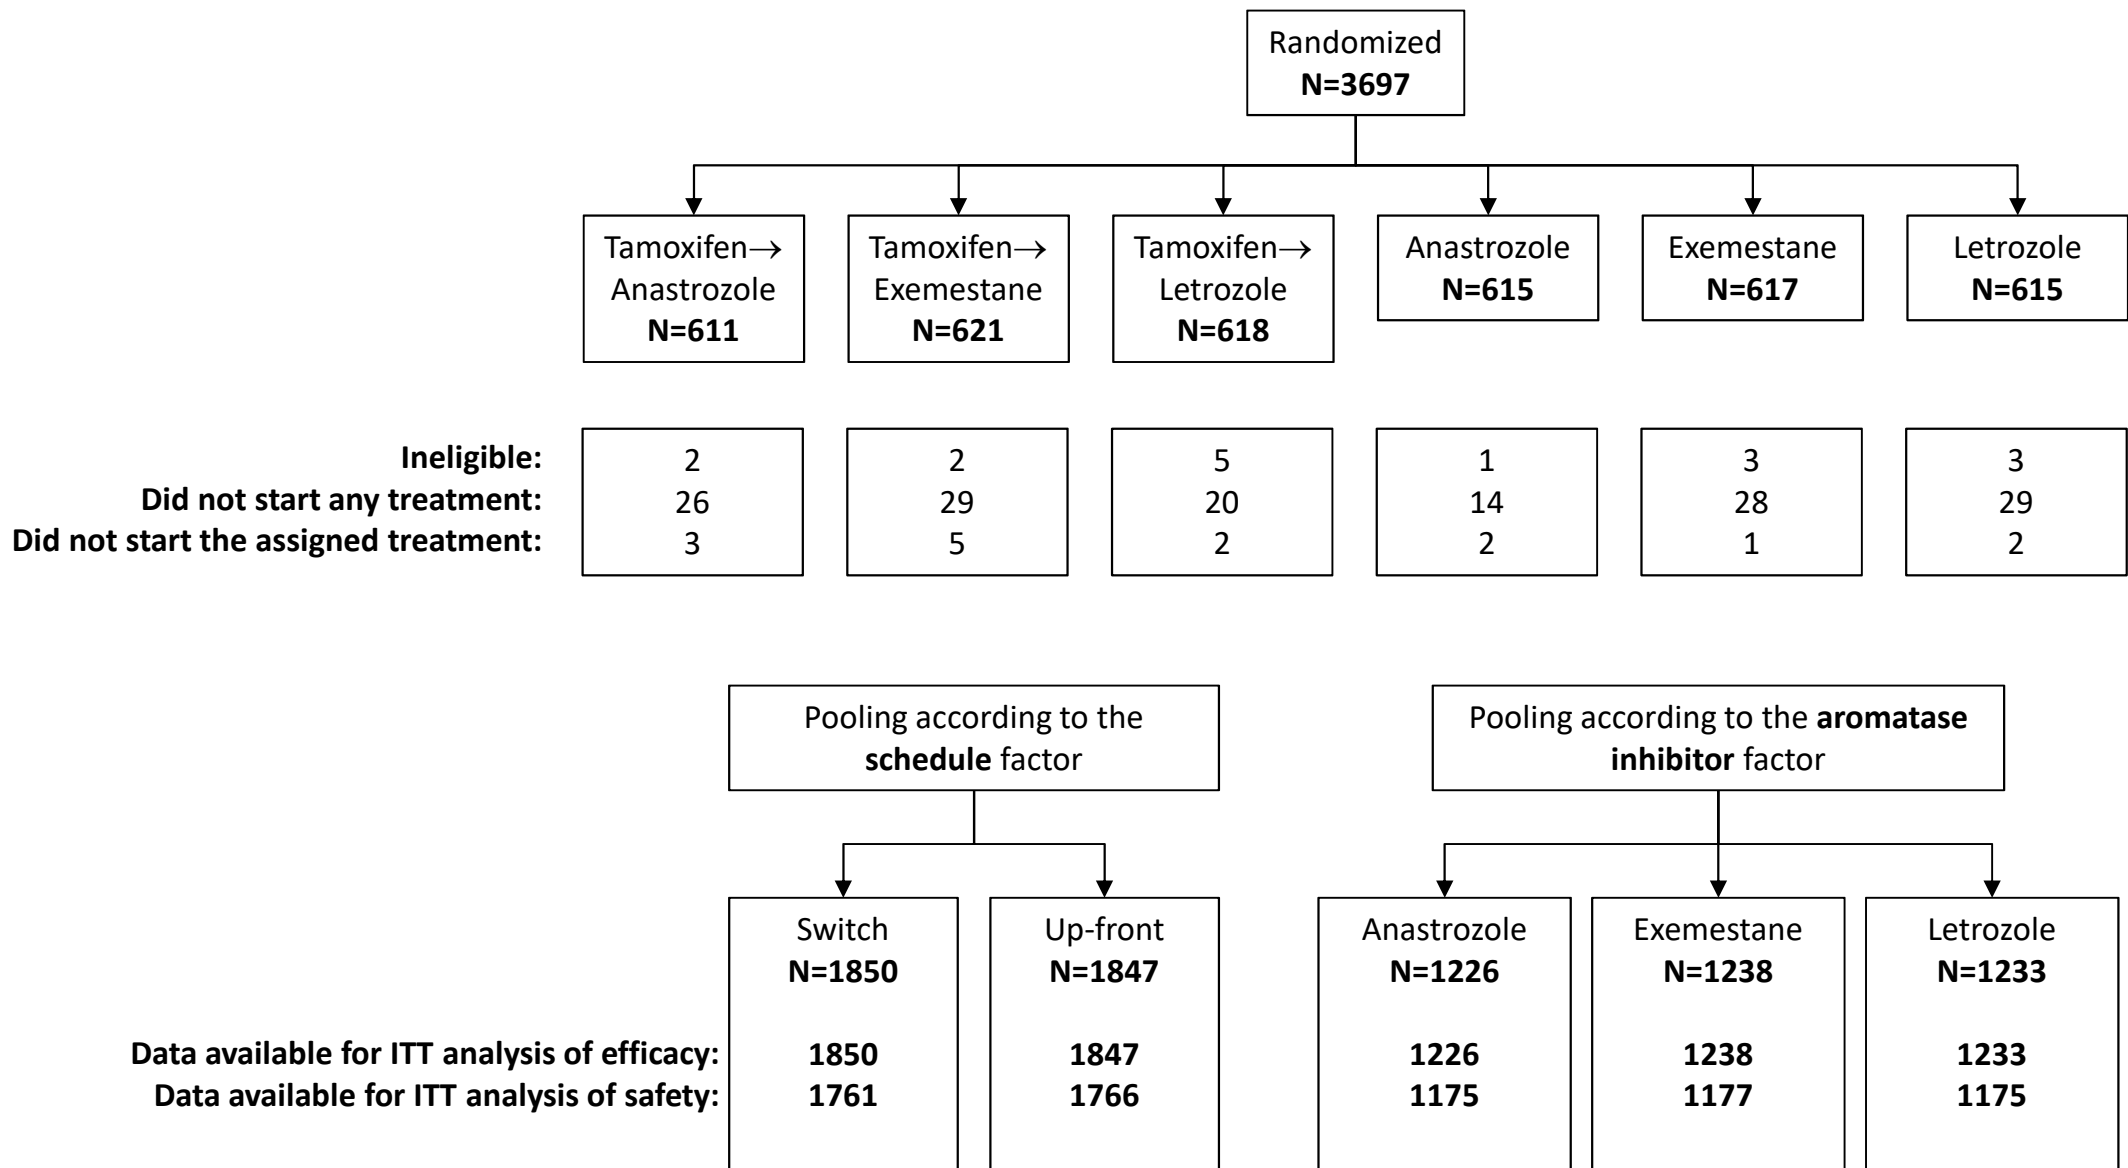 Randomized
N=3697
Tamoxifen→
Anastrozole
N=611
Tamoxifen→
Exemestane
N=621
Tamoxifen→
Letrozole
N=618
Anastrozole
N=615
Exemestane
N=617
Letrozole
N=615
Ineligible: 2 2 5 1 3 3
Did not start any treatment: 26 29 20 14 28 29
Did not start the assigned treatment: 3 5 2 2 1 2
Pooling according to the
schedule factor
Pooling according to the aromatase
inhibitor factor
Switch
N=1850
Up-front
N=1847
Anastrozole
N=1226
Exemestane
N=1238
Letrozole
N=1233
Data available for ITT analysis of efficacy: 1850 1847 1226 1238 1233
Data available for ITT analysis of safety: 1761 1766 1175 1177 1175